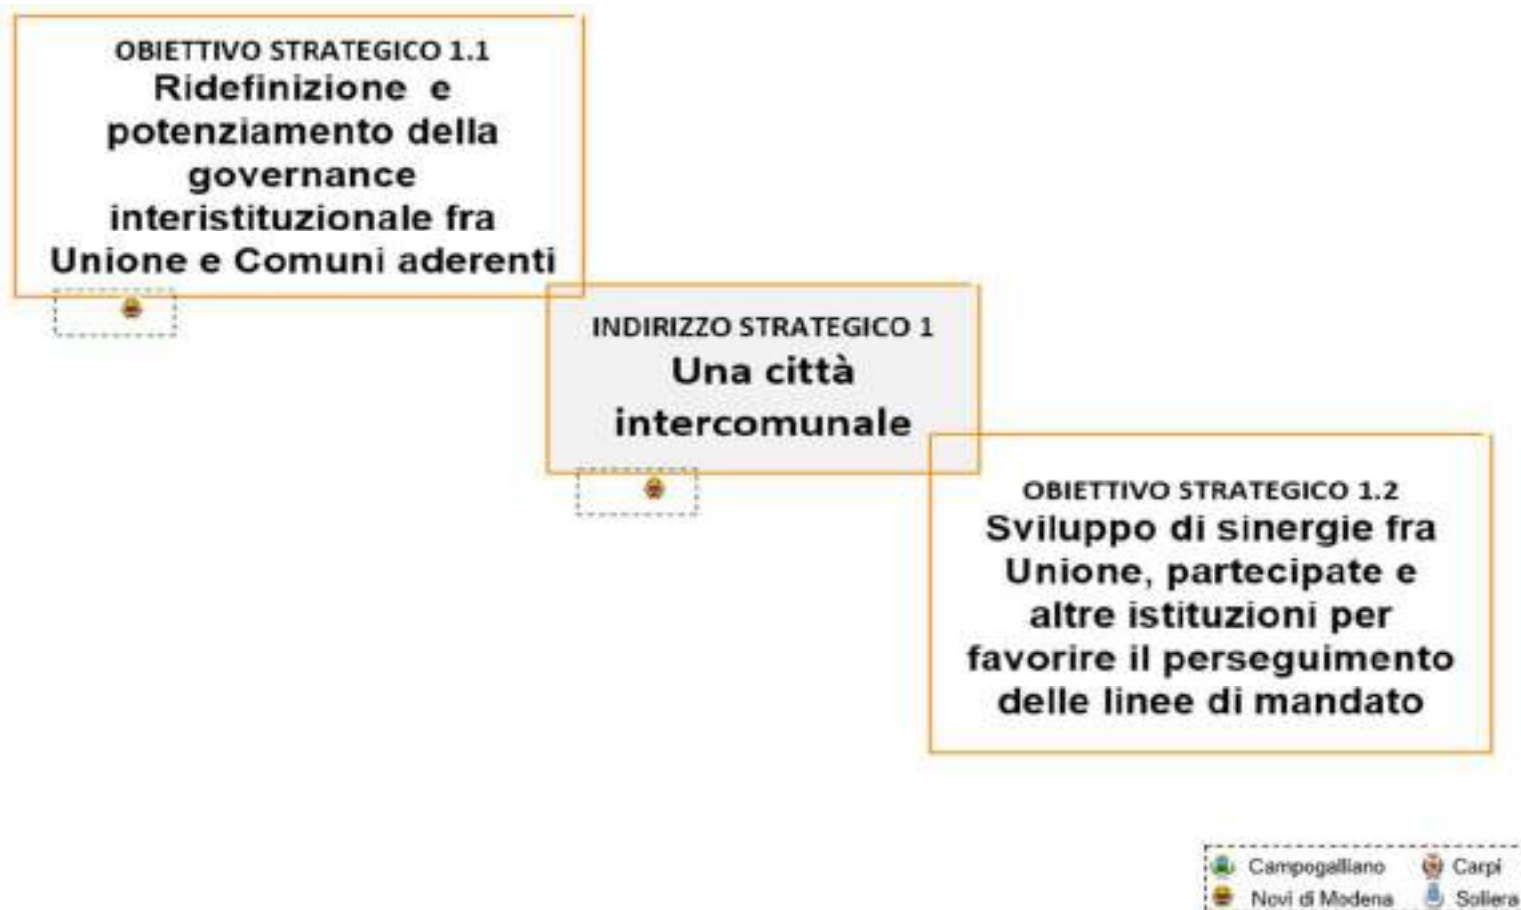 OBIETTIVO STRATEGICO 1.1
Ridefinizione e
potenziamento della
governance
interistituzionale fra
Unione e Comuni aderenti
INDIRIZZO STRATEGICO 1
Una città
intercomunale
OBIETTIVO STRATEGICO 1.2
Sviluppo di sinergie fra
Unione, partecipate e
altre istituzioni per
favorire il perseguimento
delle linee di mandato
Campogalliano Carpi
Novi di Modena Soliera